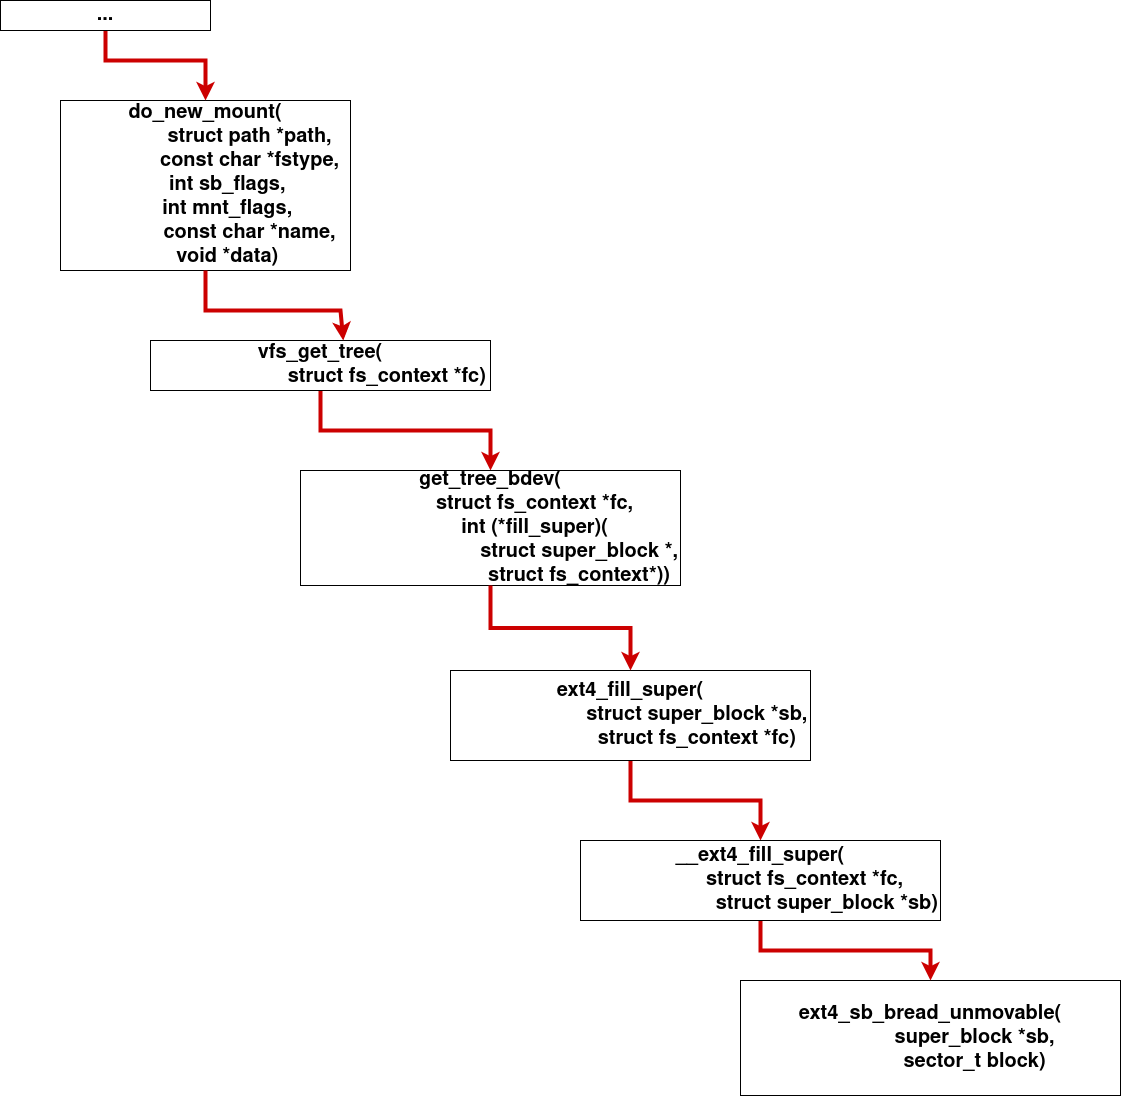 ...
do_new_mount(
struct path *path,
const char *fstype,
int sb_flags,
int mnt_flags,
const char *name,
void *data)
vfs_get_tree(
struct fs_context *fc)
get_tree_bdev(
struct fs_context *fc,
int (*fill_super)(
struct super_block *,
struct fs_context*))
ext4_fill_super(
struct super_block *sb,
struct fs_context *fc)
__ext4_fill_super(
struct fs_context *fc,
struct super_block *sb)
ext4_sb_bread_unmovable(
super_block *sb,
sector_t block)